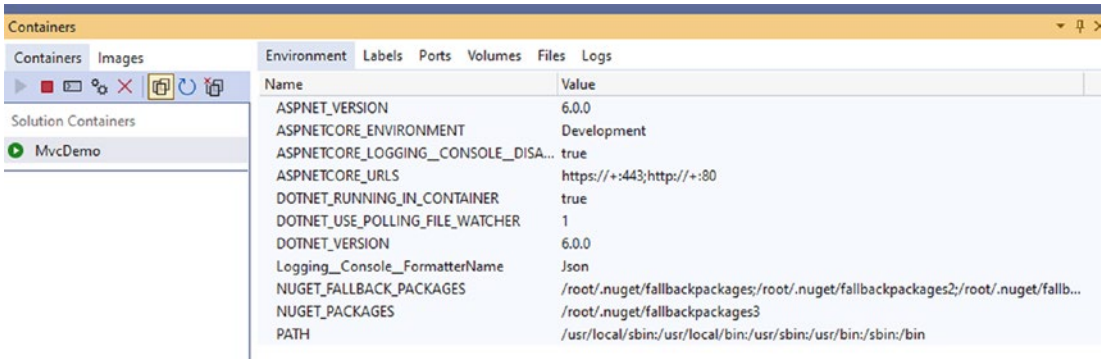 Containers
Containers Images
Environment Labels Ports Volumes Files Logs
Name Value
Solution Containers
MvcDemo
ASPNET_VERSION 6.0.0
ASPNETCORE_ENVIRONMENT Development
ASPNETCORE_LOGGING__CONSOLE__DISA... true
ASPNETCORE_URLS https://+:443;http://+:80
DOTNET_RUNNING_IN_CONTAINER true
DOTNET_USE_POLLING_FILE_WATCHER 1
DOTNET_VERSION 6.0.0
Logging__Console__FormatterName Json
NUGET_FALLBACK_PACKAGES /root/.nuget/fallbackpackages;/root/.nuget/fallbackpackages2;/root/.nuget/fallb...
NUGET_PACKAGES /root/.nuget/fallbackpackages3
PATH /usr/local/sbin:/usr/local/bin:/usr/sbin:/usr/bin:/sbin:/bin